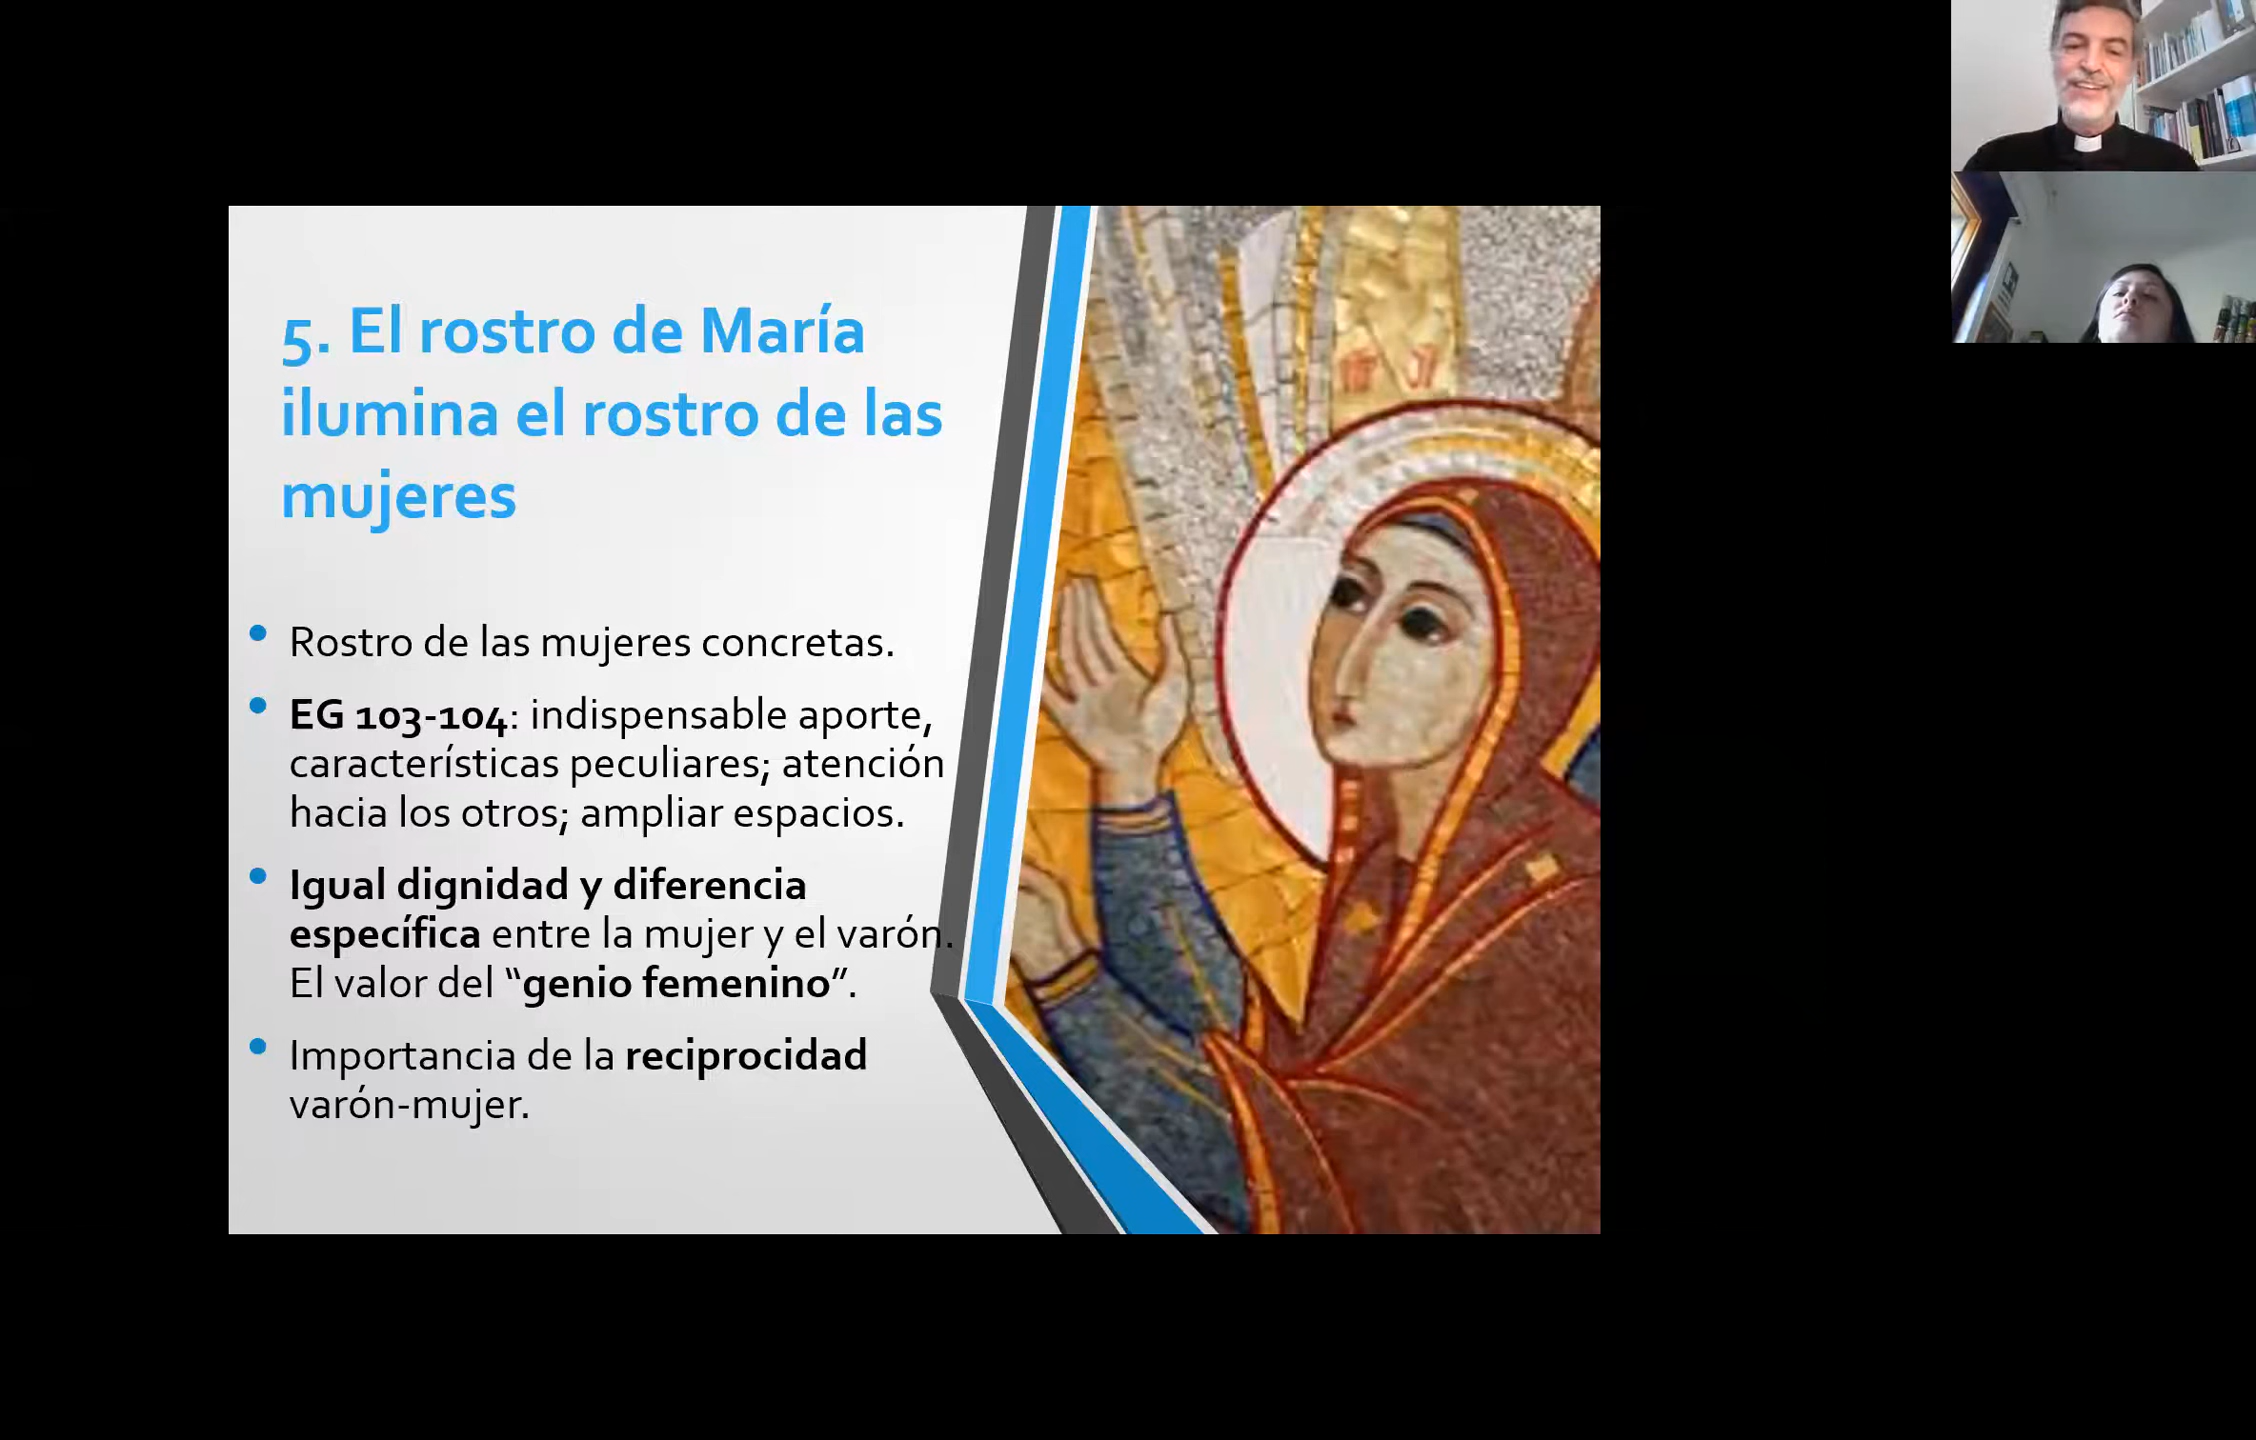 5. El rostro de María
ilumina el rostro de las
mujeres
• Rostro de las mujeres concretas.
• EG 103-104: indispensable aporte,
características peculiares; atención
hacia los otros; ampliar espacios.
• Igual dignidad y diferencia
específica entre la mujer y el varón.
El valor del “genio femenino”.
• Importancia de la reciprocidad
varón-mujer.